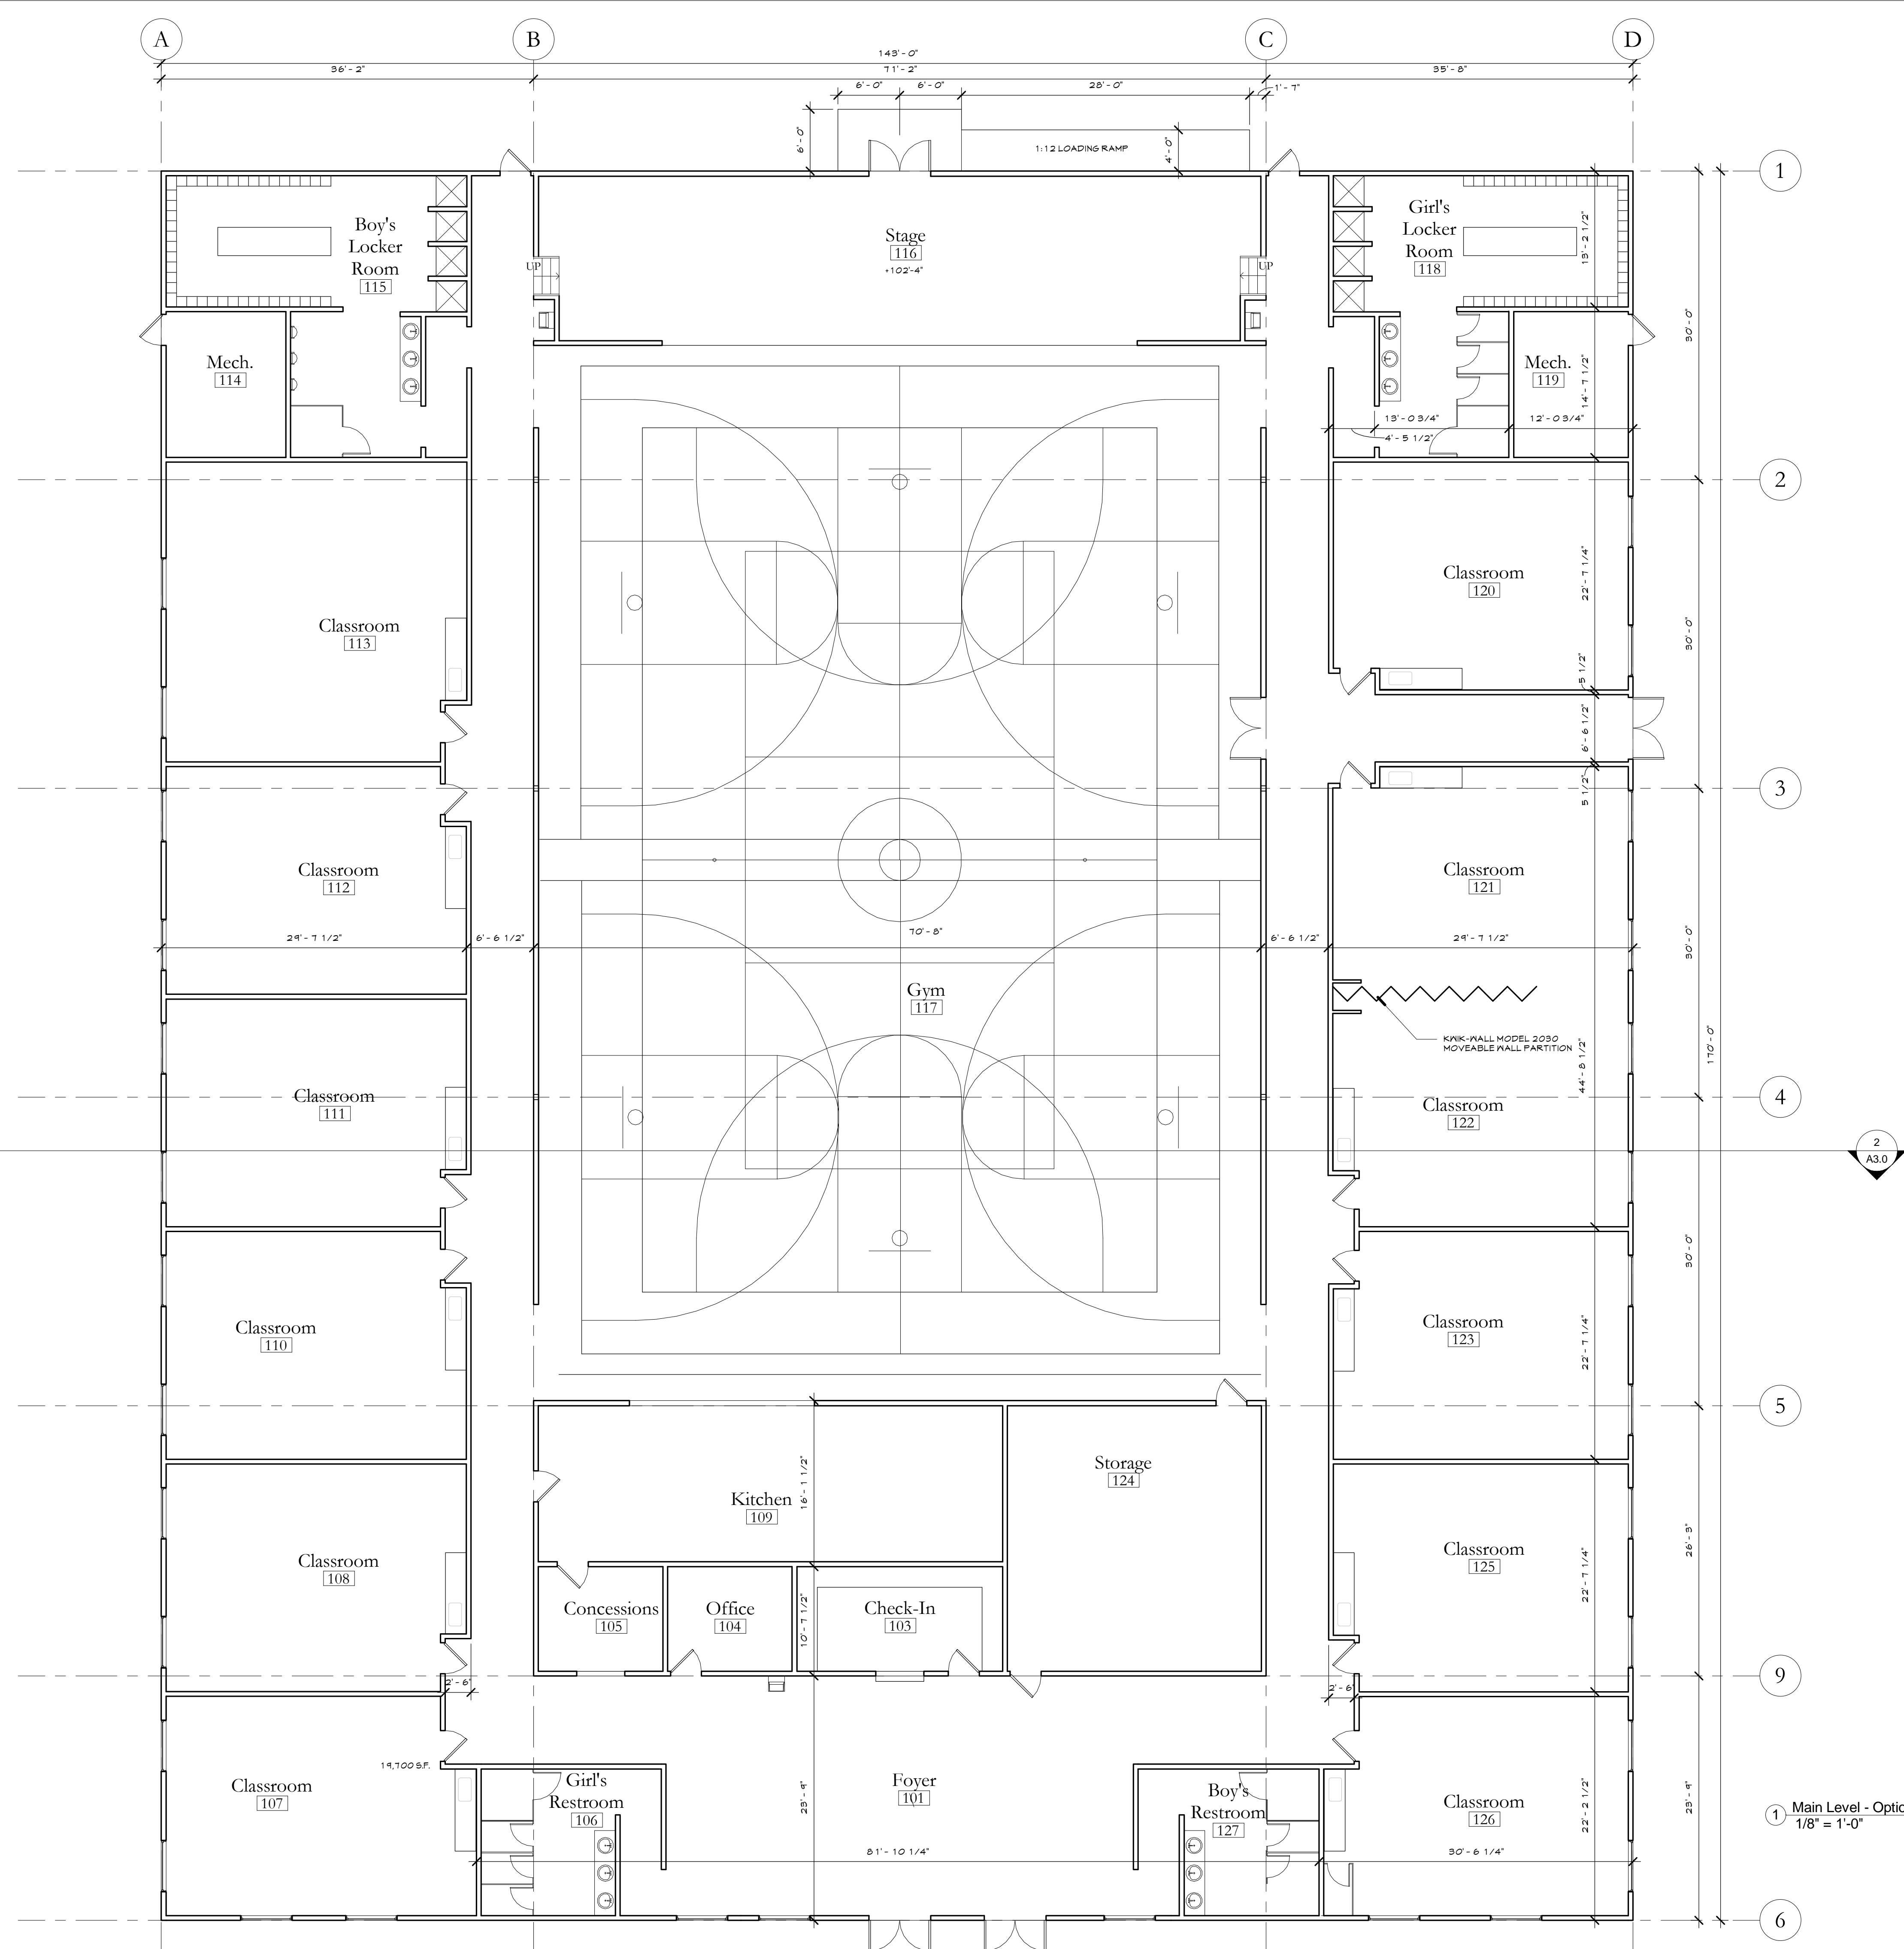 A
B
C
D
143'- 0"
36'- 2"
71'- 2"
35'- 8"
6'- 0"
6'- 0"
28'- 0"
1'- 7"
6'- 0"
1:12 LOADING RAMP
4'- 0"
1
Boy's
Locker
Room
115
Stage
116
+102'-4"
UP
UP
Girl's
Locker
Room
118
13'- 2 1/2"
30'- 0"
Mech.
114
Mech.
119
14'- 7 1/2"
13'- 0 3/4"
12'- 0 3/4"
4'- 5 1/2"
2
Classroom
113
Classroom
120
22'- 7 1/4"
30'- 0"
5 1/2"
6'- 6 1/2"
5 1/2"
3
Classroom
112
Classroom
121
29'- 7 1/2"
6'- 6 1/2"
70'- 8"
6'- 6 1/2"
29'- 7 1/2"
30'- 0"
Gym
117
KWIK-WALL MODEL 2030
MOVEABLE WALL PARTITION
44'- 8 1/2"
170'- 0"
Classroom
111
Classroom
122
4
2
A3.0
30'- 0"
Classroom
110
Classroom
123
22'- 7 1/4"
5
Storage
124
Kitchen
109
16'- 1 1/2"
26'- 3"
Classroom
108
Classroom
125
22'- 7 1/4"
Concessions
105
Office
104
10'- 7 1/2"
Check-In
103
2'- 6"
2'- 6"
9
19,700 S.F.
Classroom
107
Girl's
Restroom
106
23'- 9"
Foyer
101
Boy's
Restroom
127
Classroom
126
22'- 2 1/2"
23'- 9"
81'- 10 1/4"
30'- 6 1/4"
1
Main Level - Optio
1/8" = 1'-0"
6